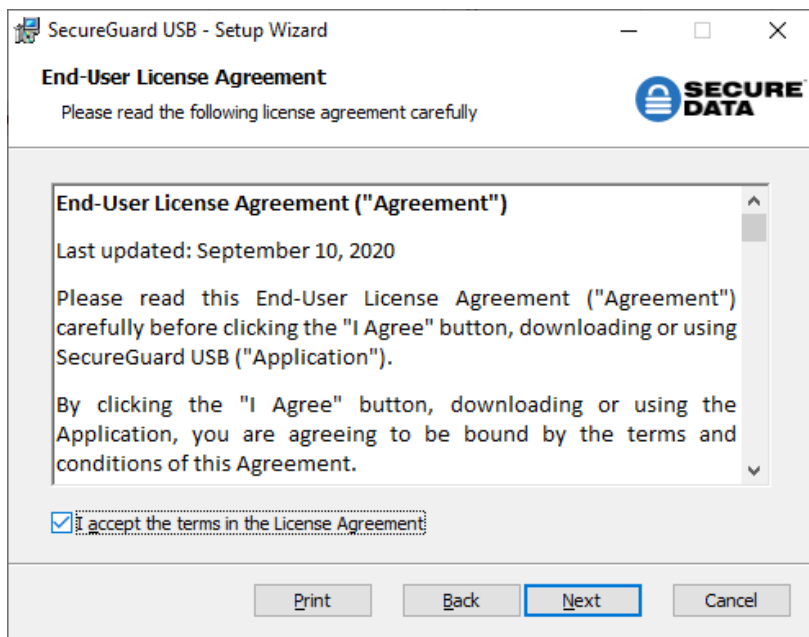 SecureGuard USB - Setup Wizard
End-User License Agreement
Please read the following license agreement carefully
SECURE
DATA
End-User License Agreement ("Agreement")
Last updated: September 10, 2020
Please read this End-User License Agreement ("Agreement")
carefully before clicking the "I Agree" button, downloading or using
SecureGuard USB ("Application").
By clicking the "I Agree" button, downloading or using the
Application, you are agreeing to be bound by the terms and
conditions of this Agreement.
I accept the terms in the License Agreement
Print Back Next Cancel